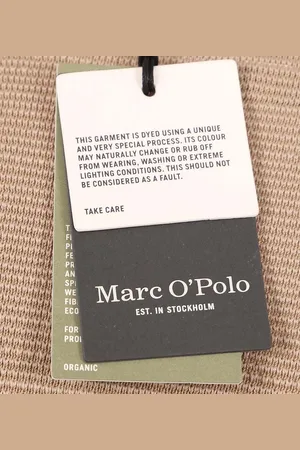 THIS GARMENT IS DYED USING A UNIQUE
AND VERY SPECIAL PROCESS. ITS COLOUR
MAY NATURALLY CHANGE OR RUB OFF
FROM WEARING, WASHING OR EXTREME
LIGHTING CONDITIONS. THIS SHOULD NOT
BE CONSIDERED AS A FAULT.
TAKE CARE
Marc O'Polo
EST. IN STOCKHOLM
FOR
ORGANIC